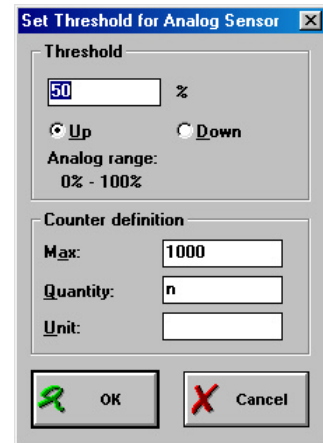 Set Threshold for Analog Sensor
Threshold
50 %
Up Down
Analog range:
0% - 100%
Counter definition
Max: 1000
Quantity: n
Unit:
OK Cancel